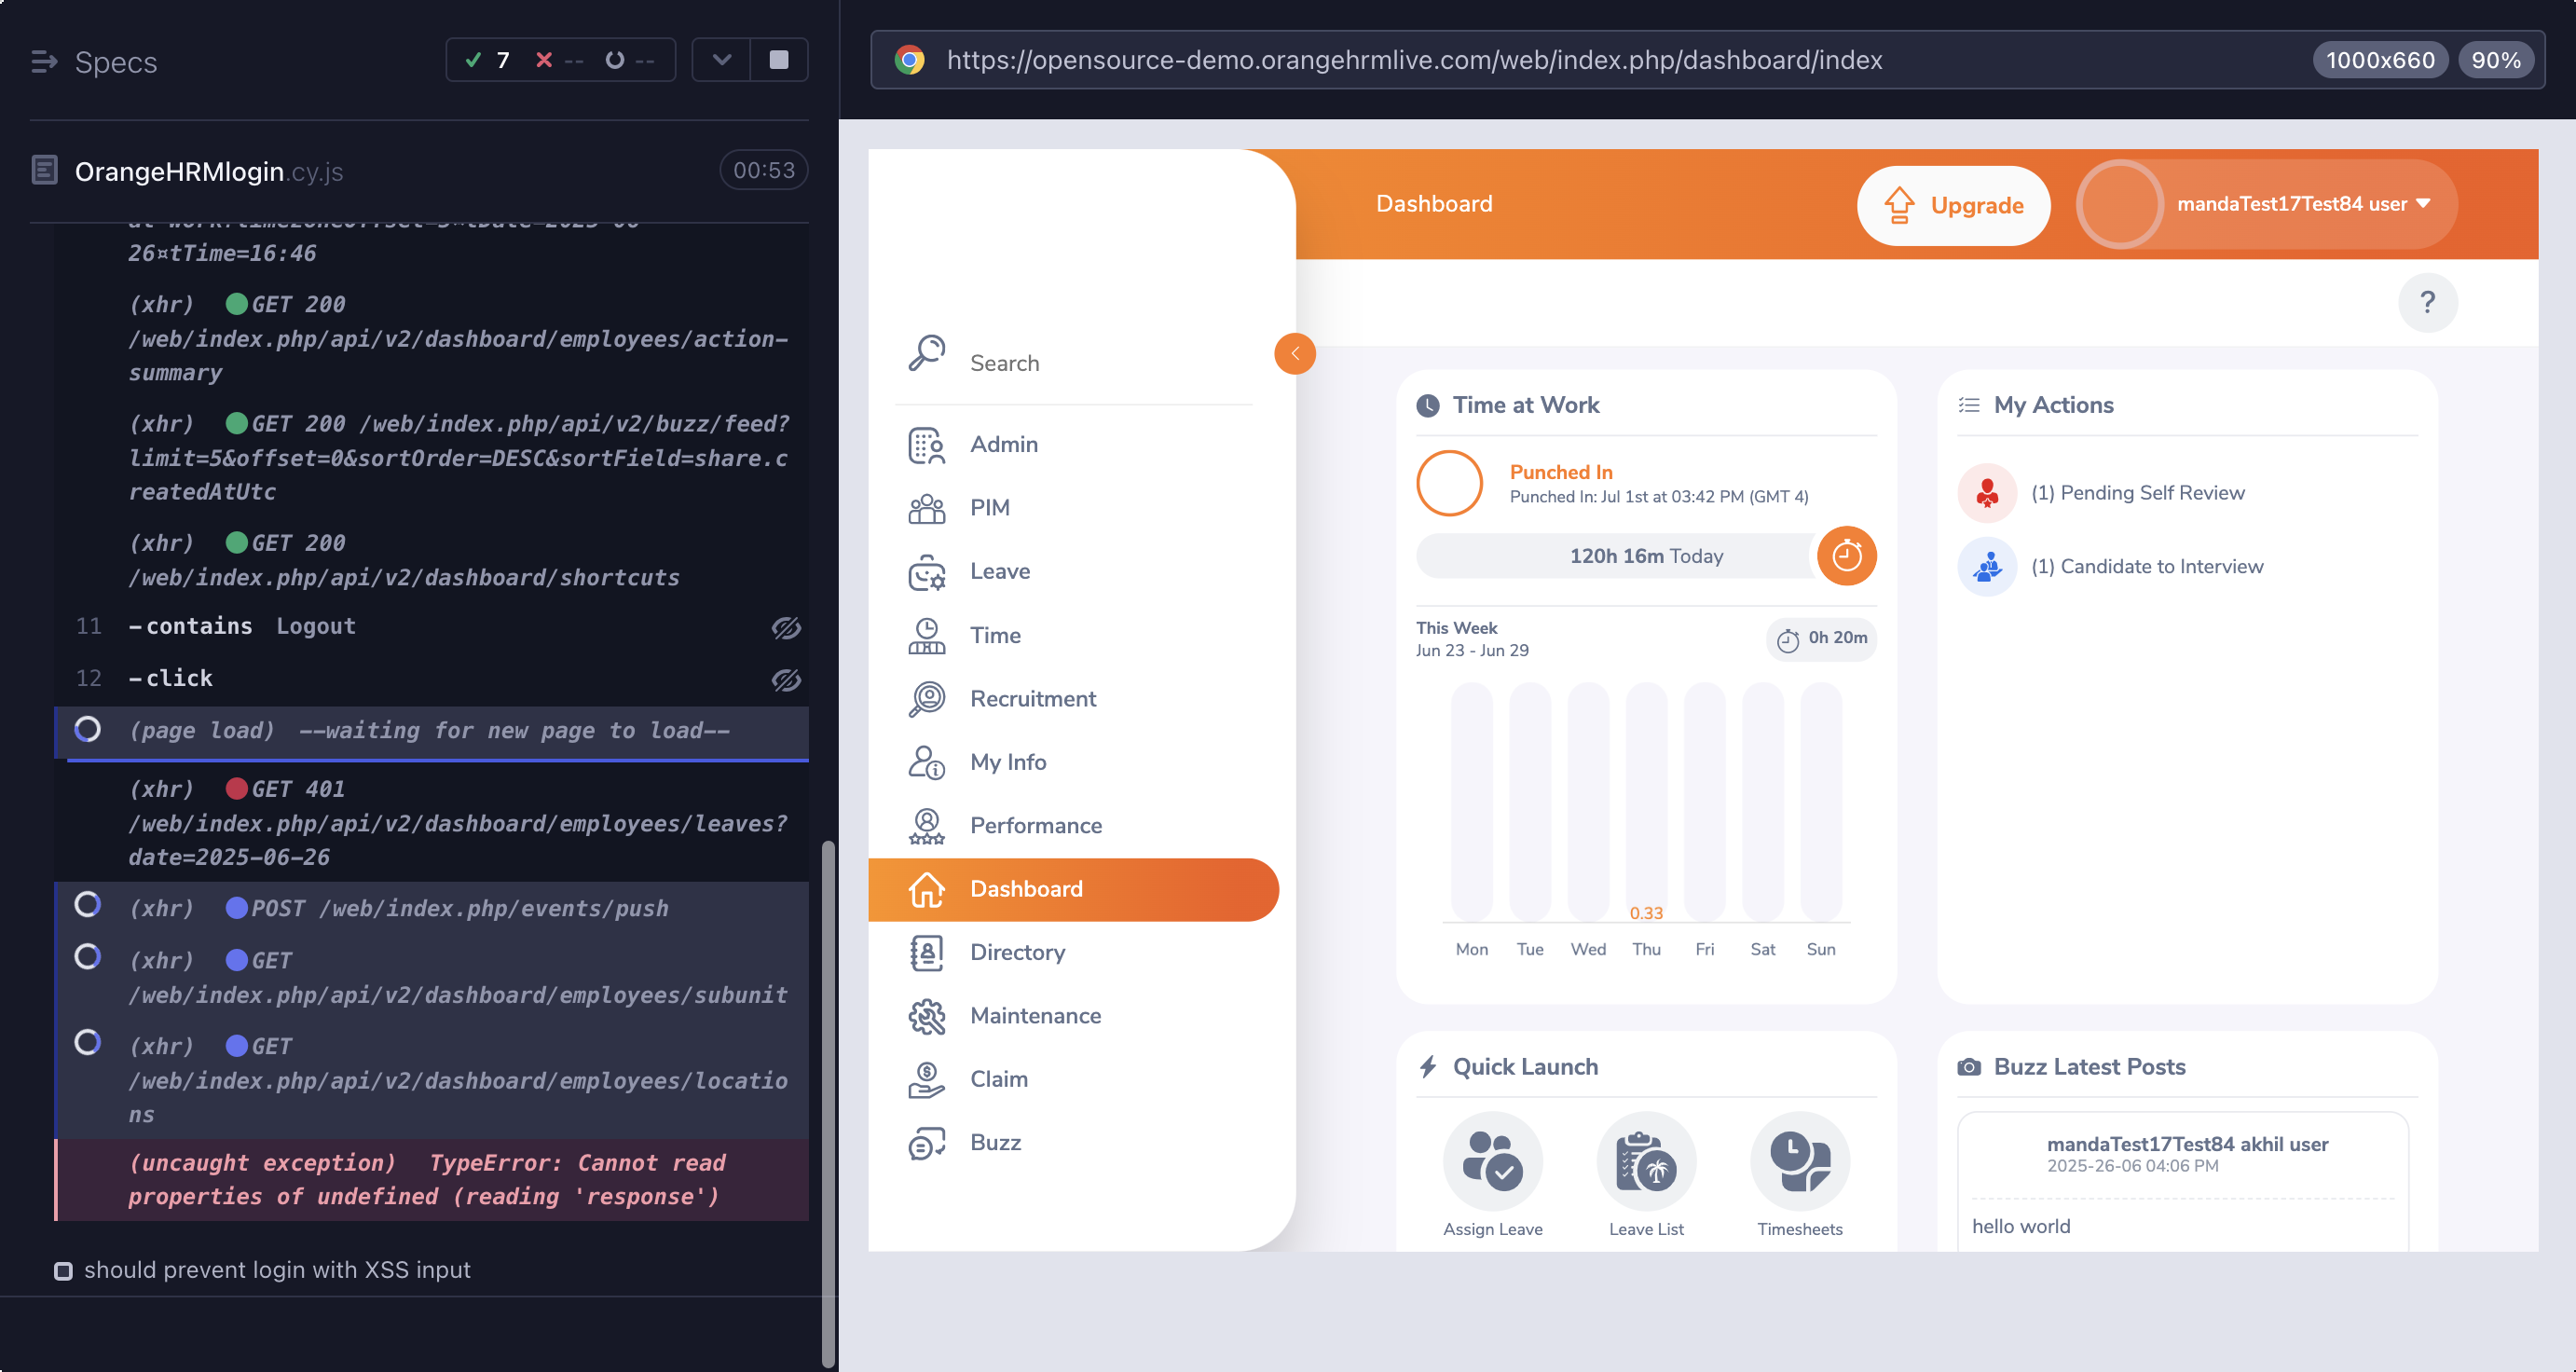 Specs
7 -- --
OrangeHRMlogin.cy.js
00:53
at-work?timezoneOffset=5¤tDate=2025-06-
26¤tTime=16:46
(xhr) GET 200
/web/index.php/api/v2/dashboard/employees/action-
summary
(xhr) GET 200 /web/index.php/api/v2/buzz/feed?
limit=5&offset=0&sortOrder=DESC&sortField=share.c
reatedAtUtc
(xhr) GET 200
/web/index.php/api/v2/dashboard/shortcuts
11 -contains Logout
12 -click
(page load) --waiting for new page to load--
(xhr) GET 401
/web/index.php/api/v2/dashboard/employees/leaves?
date=2025-06-26
(xhr) POST /web/index.php/events/push
(xhr) GET
/web/index.php/api/v2/dashboard/employees/subunit
(xhr) GET
/web/index.php/api/v2/dashboard/employees/locatio
ns
(uncaught exception) TypeError: Cannot read
properties of undefined (reading 'response')
should prevent login with XSS input
https://opensource-demo.orangehrmlive.com/web/index.php/dashboard/index
1000x660
90%
Dashboard
Upgrade
mandaTest17Test84 user
?
Search
Admin
PIM
Leave
Time
Recruitment
My Info
Performance
Dashboard
Directory
Maintenance
Claim
Buzz
Time at Work
Punched In
Punched In: Jul 1st at 03:42 PM (GMT 4)
120h 16m Today
This Week
Jun 23 - Jun 29
0h 20m
0.33
Mon Tue Wed Thu Fri Sat Sun
My Actions
(1) Pending Self Review
(1) Candidate to Interview
Quick Launch
Assign Leave
Leave List
Timesheets
Buzz Latest Posts
mandaTest17Test84 akhil user
2025-26-06 04:06 PM
hello world